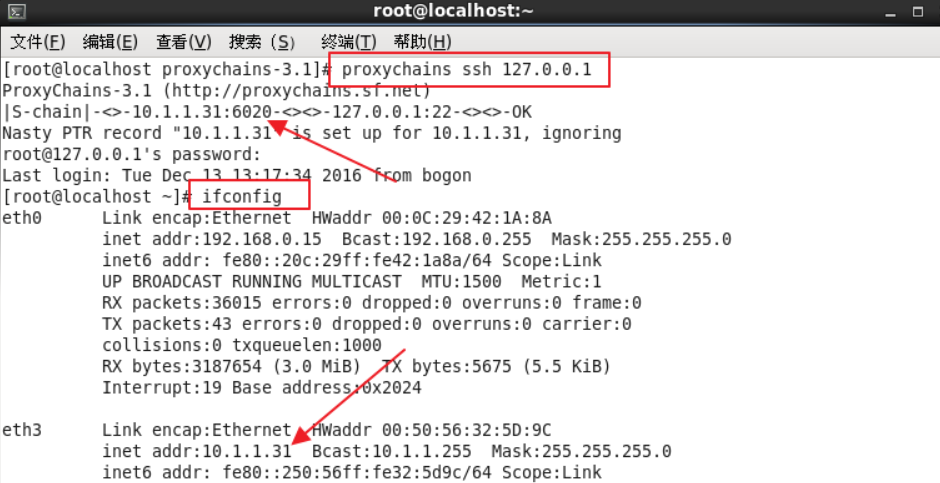 root@localhost:~
文件(F) 编辑(E) 查看(V) 搜索 (S) 终端(T) 帮助(H)
[root@localhost proxychains-3.1]# proxychains ssh 127.0.0.1
ProxyChains-3.1 (http://proxychains.sf.net)
|S-chain|-<>-10.1.1.31:6020-<><>-127.0.0.1:22-<><>-OK
Nasty PTR record "10.1.1.31" is set up for 10.1.1.31, ignoring
root@127.0.0.1's password:
Last login: Tue Dec 13 13:17:34 2016 from bogon
[root@localhost ~]# ifconfig
eth0 Link encap:Ethernet HWaddr 00:0C:29:42:1A:8A
inet addr:192.168.0.15 Bcast:192.168.0.255 Mask:255.255.255.0
inet6 addr: fe80::20c:29ff:fe42:1a8a/64 Scope:Link
UP BROADCAST RUNNING MULTICAST MTU:1500 Metric:1
RX packets:36015 errors:0 dropped:0 overruns:0 frame:0
TX packets:43 errors:0 dropped:0 overruns:0 carrier:0
collisions:0 txqueuelen:1000
RX bytes:3187654 (3.0 MiB) TX bytes:5675 (5.5 KiB)
Interrupt:19 Base address:0x2024
eth3 Link encap:Ethernet HWaddr 00:50:56:32:5D:9C
inet addr:10.1.1.31 Bcast:10.1.1.255 Mask:255.255.255.0
inet6 addr: fe80::250:56ff:fe32:5d9c/64 Scope:Link